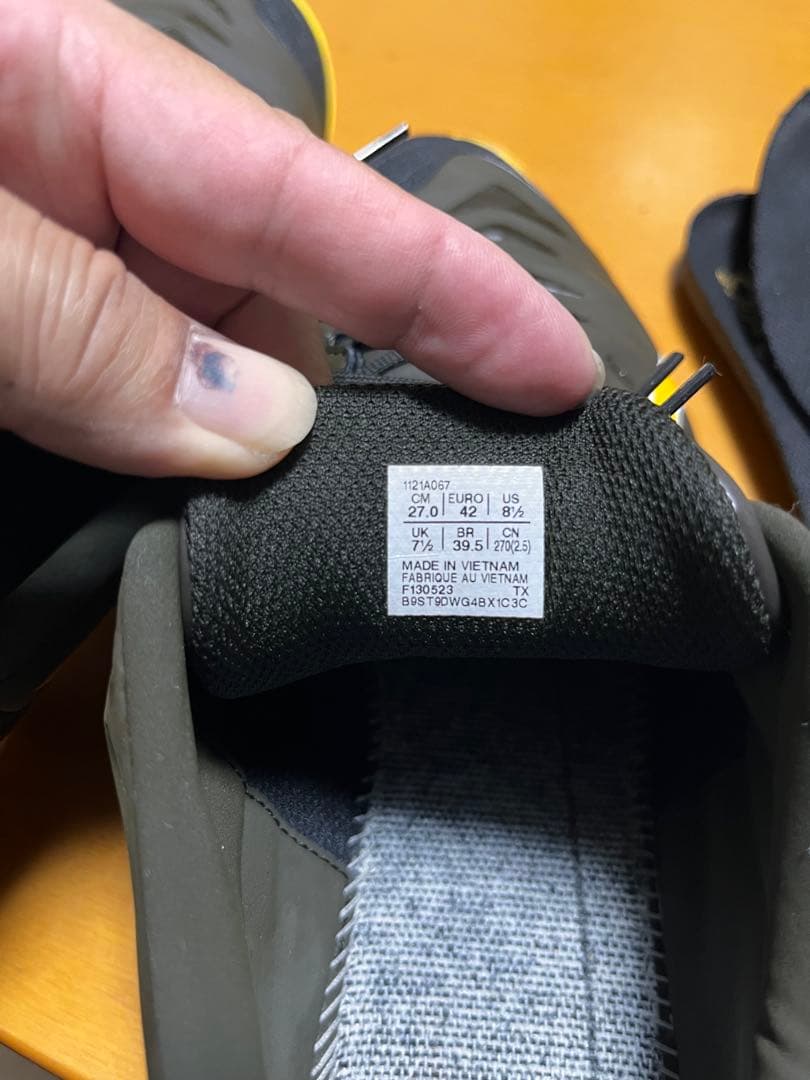 1121A067
CM | EURO | US
27.0 | 42 | 8½
UK | BR | CN
7½ | 39.5 | 270(2.5)
MADE IN VIETNAM
FABRIQUE AU VIETNAM
F130523 TX
B9ST9DWG4BX1C3C